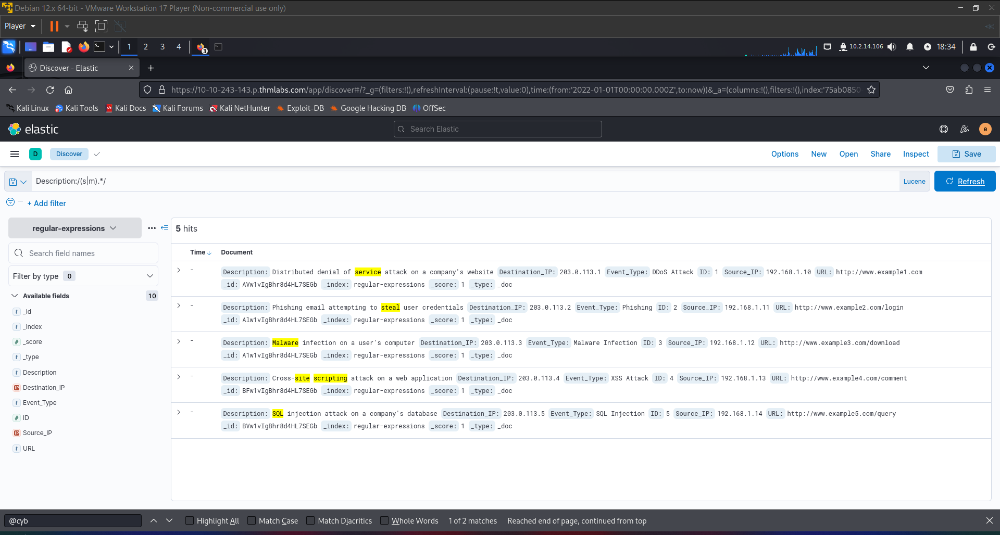 Debian 12.x 64-bit - VMware Workstation 17 Player (Non-commercial use only)
Player
1 2 3 4 3 10.2.14.106 18:34
Discover - Elastic
https://10-10-243-143.p.thmlabs.com/app/discover#/?_g=(filters:!(),refreshInterval:(pause:!t,value:0),time:(from:'2022-01-01T00:00:00.000Z',to:now))&_a=(columns:!(),filters:!(),index:'75ab0850-
Kali Linux Kali Tools Kali Docs Kali Forums Kali NetHunter Exploit-DB Google Hacking DB OffSec
elastic Search Elastic e
D Discover Options New Open Share Inspect Save
Description:/(s|m).*/ Lucene Refresh
+ Add filter
regular-expressions
Search field names
Filter by type 0
Available fields 10
t _id
t _index
# _score
t _type
t Description
IP Destination_IP
t Event_Type
# ID
IP Source_IP
t URL
5 hits
Time Document
- Description: Distributed denial of service attack on a company's website Destination_IP: 203.0.113.1 Event_Type: DDoS Attack ID: 1 Source_IP: 192.168.1.10 URL: http://www.example1.com
_id: AVw1vIgBhr8d4HL7SEGb _index: regular-expressions _score: 1 _type: _doc
- Description: Phishing email attempting to steal user credentials Destination_IP: 203.0.113.2 Event_Type: Phishing ID: 2 Source_IP: 192.168.1.11 URL: http://www.example2.com/login
_id: Alw1vIgBhr8d4HL7SEGb _index: regular-expressions _score: 1 _type: _doc
- Description: Malware infection on a user's computer Destination_IP: 203.0.113.3 Event_Type: Malware Infection ID: 3 Source_IP: 192.168.1.12 URL: http://www.example3.com/download
_id: A1w1vIgBhr8d4HL7SEGb _index: regular-expressions _score: 1 _type: _doc
- Description: Cross-site scripting attack on a web application Destination_IP: 203.0.113.4 Event_Type: XSS Attack ID: 4 Source_IP: 192.168.1.13 URL: http://www.example4.com/comment
_id: BFw1vIgBhr8d4HL7SEGb _index: regular-expressions _score: 1 _type: _doc
- Description: SQL injection attack on a company's database Destination_IP: 203.0.113.5 Event_Type: SQL Injection ID: 5 Source_IP: 192.168.1.14 URL: http://www.example5.com/query
_id: BVw1vIgBhr8d4HL7SEGb _index: regular-expressions _score: 1 _type: _doc
@cyb Highlight All Match Case Match Diacritics Whole Words 1 of 2 matches Reached end of page, continued from top